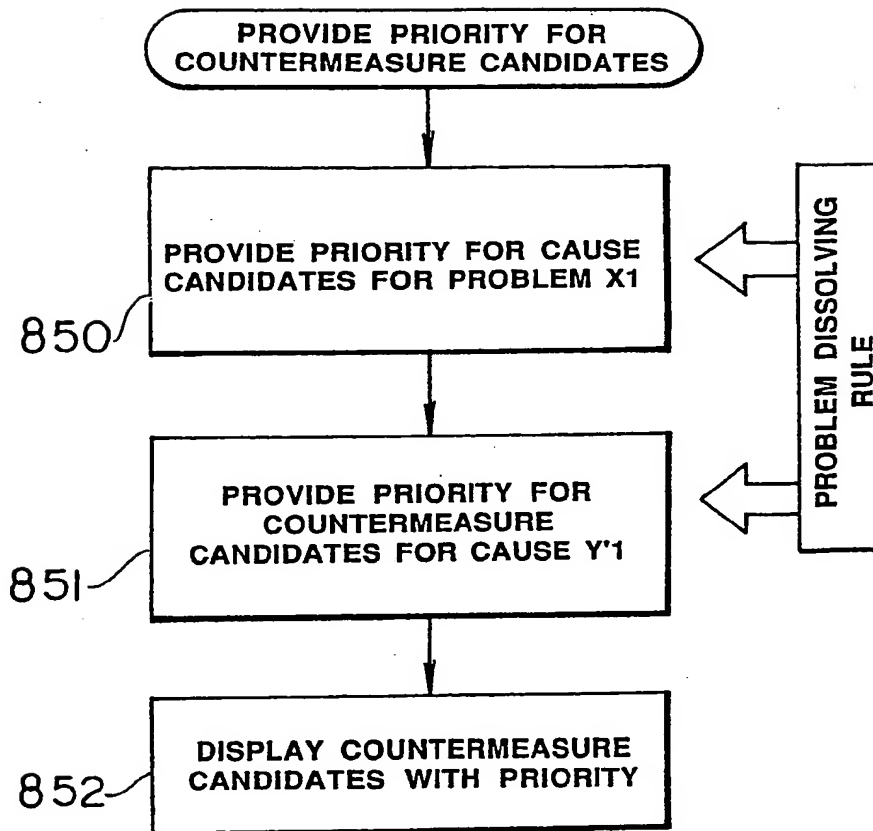 PROVIDE PRIORITY FOR
COUNTERMEASURE CANDIDATES
PROVIDE PRIORITY FOR CAUSE
CANDIDATES FOR PROBLEM X1
850
PROBLEM DISSOLVING
RULE
PROVIDE PRIORITY FOR
COUNTERMEASURE
CANDIDATES FOR CAUSE Y'1
851
DISPLAY COUNTERMEASURE
CANDIDATES WITH PRIORITY
852